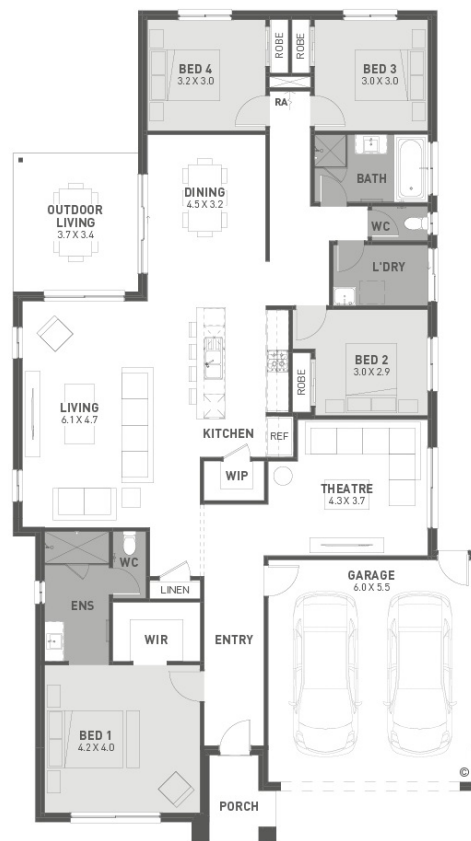 BED 4
3.2 X 3.0
ROBE
ROBE
BED 3
3.0 X 3.0
RA
BATH
DINING
4.5 X 3.2
OUTDOOR
LIVING
3.7 X 3.4
WC
L'DRY
BED 2
3.0 X 2.9
ROBE
LIVING
6.1 X 4.7
KITCHEN
REF
WIP
THEATRE
4.3 X 3.7
WC
LINEN
GARAGE
6.0 X 5.5
ENS
WIR
ENTRY
BED 1
4.2 X 4.0
PORCH
©